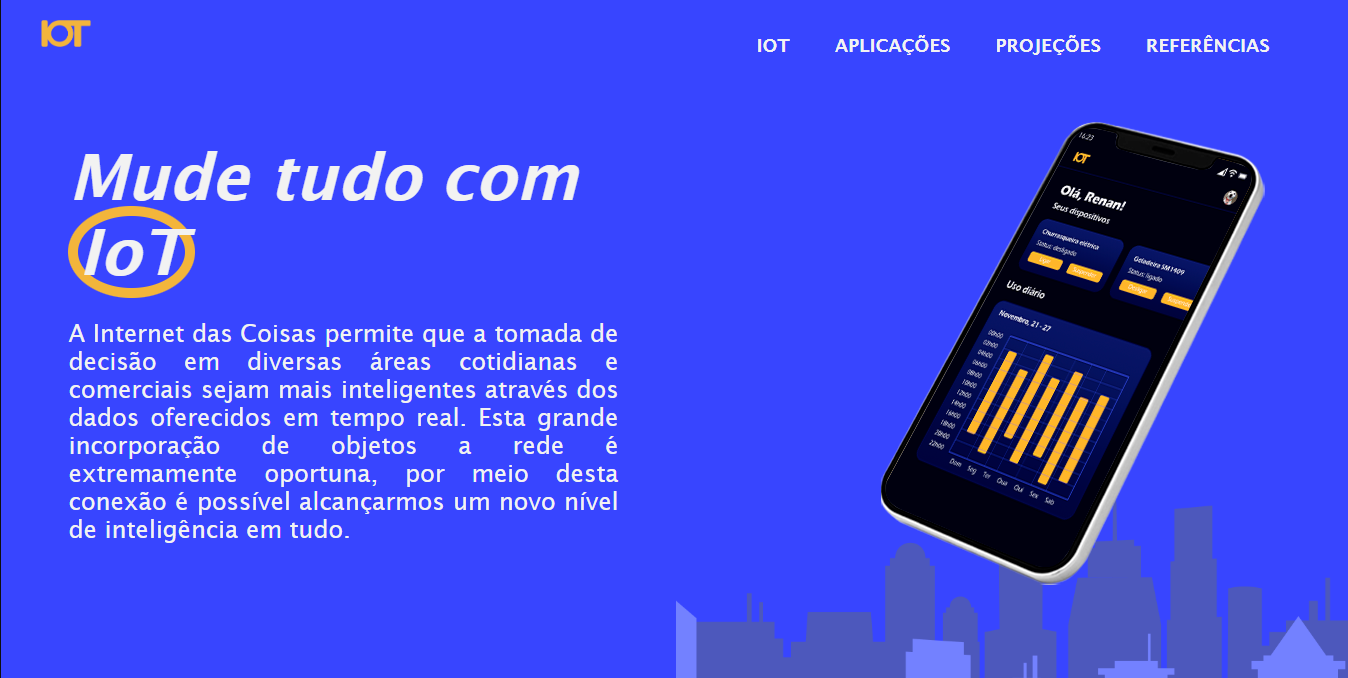 IOT
IOT APLICAÇÕES PROJEÇÕES REFERÊNCIAS
Mude tudo com
IoT
A Internet das Coisas permite que a tomada de
decisão em diversas áreas cotidianas e
comerciais sejam mais inteligentes através dos
dados oferecidos em tempo real. Esta grande
incorporação de objetos a rede é
extremamente oportuna, por meio desta
conexão é possível alcançarmos um novo nível
de inteligência em tudo.
16:23
IOT
Olá, Renan!
Seus dispositivos
Churrasqueira elétrica
Status: desligado
Ligar
Geladeira SM1409
Status: ligado
Desligar
Uso diário
Novembro, 21 - 27
00h00
02h00
04h00
06h00
08h00
10h00
12h00
14h00
16h00
18h00
20h00
22h00
Dom Seg Ter Qua Qui Sex Sab